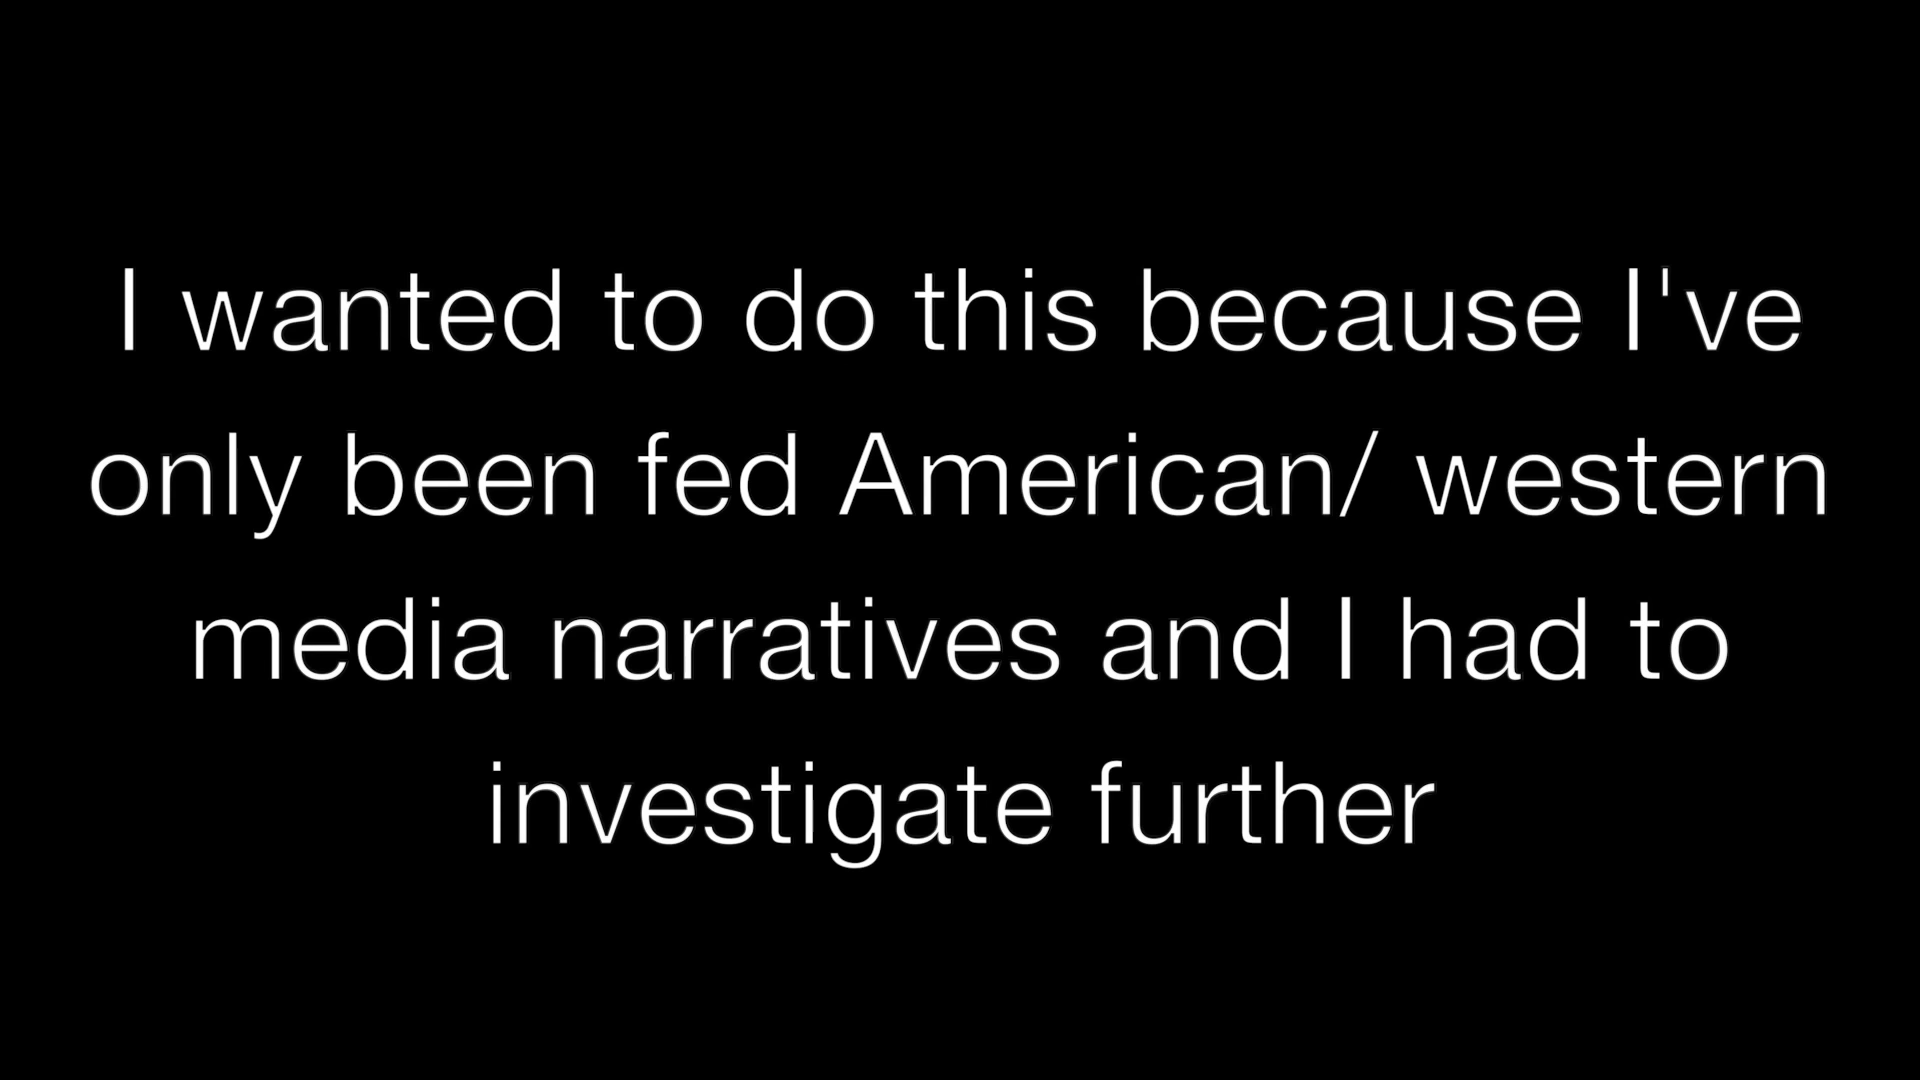 I wanted to do this because I've
only been fed American/ western
media narratives and I had to
investigate further